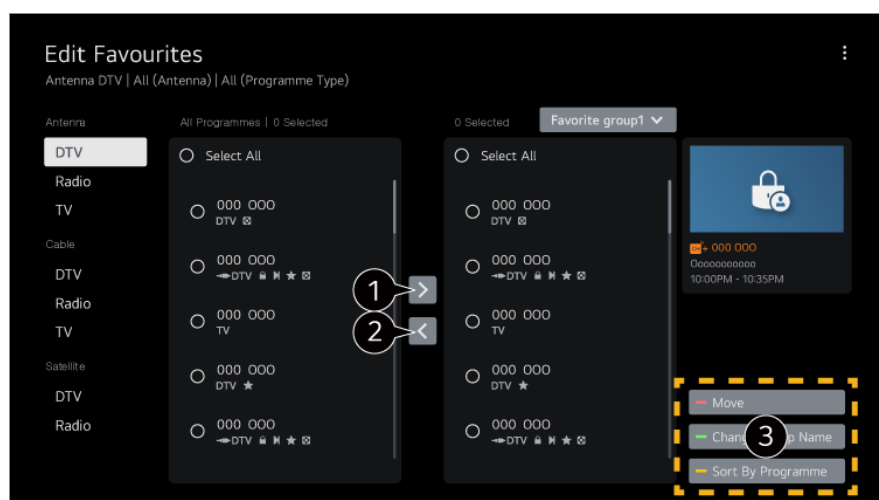 Edit Favourites
Antenna DTV | All (Antenna) | All (Programme Type)
Antenna
DTV
Radio
TV
Cable
DTV
Radio
TV
Satellite
DTV
Radio
All Programmes | 0 Selected
Select All
000 000
DTV
000 000
DTV
000 000
TV
000 000
DTV
000 000
DTV
1
2
0 Selected
Favorite group1
Select All
000 000
DTV
000 000
DTV
000 000
TV
000 000
DTV
000 000
DTV
CH+ 000 000
Ooooooooooo
10:00PM - 10:35PM
Move
3
Name
Sort By Programme